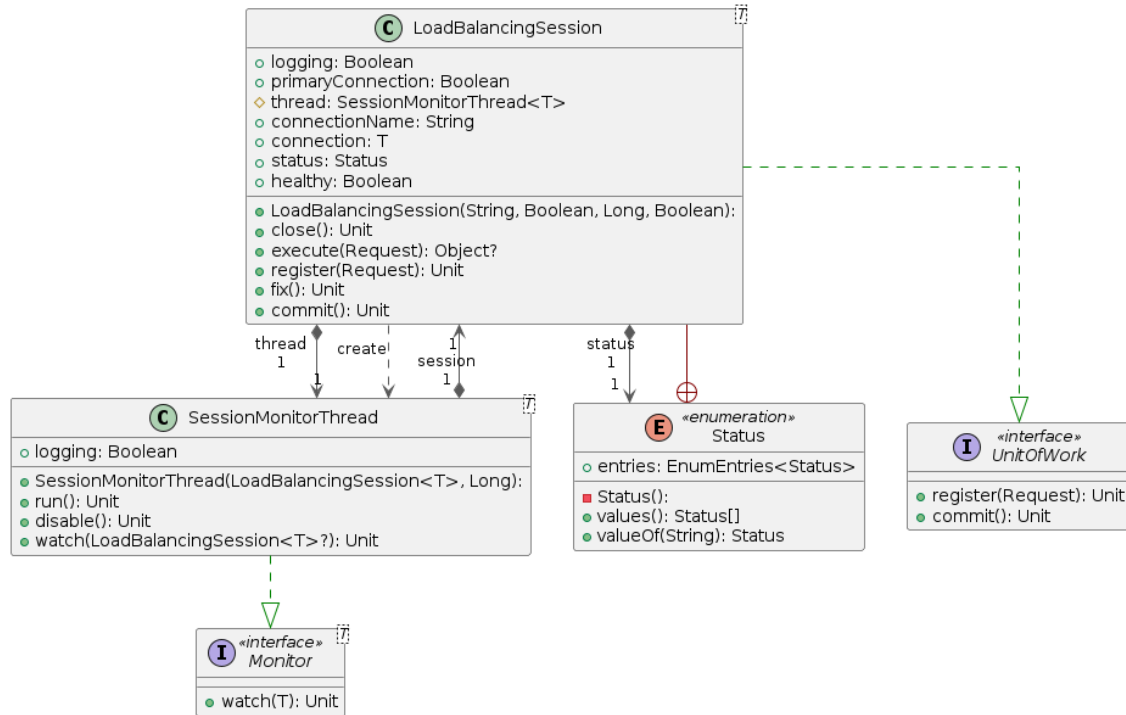 T
C LoadBalancingSession
logging: Boolean
primaryConnection: Boolean
thread: SessionMonitorThread<T>
connectionName: String
connection: T
status: Status
healthy: Boolean
LoadBalancingSession(String, Boolean, Long, Boolean):
close(): Unit
execute(Request): Object?
register(Request): Unit
fix(): Unit
commit(): Unit
thread
1
1
create
1
session
1
status
1
1
T
C SessionMonitorThread
logging: Boolean
SessionMonitorThread(LoadBalancingSession<T>, Long):
run(): Unit
disable(): Unit
watch(LoadBalancingSession<T>?): Unit
«enumeration»
E Status
entries: EnumEntries<Status>
Status():
values(): Status[]
valueOf(String): Status
«interface»
I UnitOfWork
register(Request): Unit
commit(): Unit
T
«interface»
I Monitor
watch(T): Unit